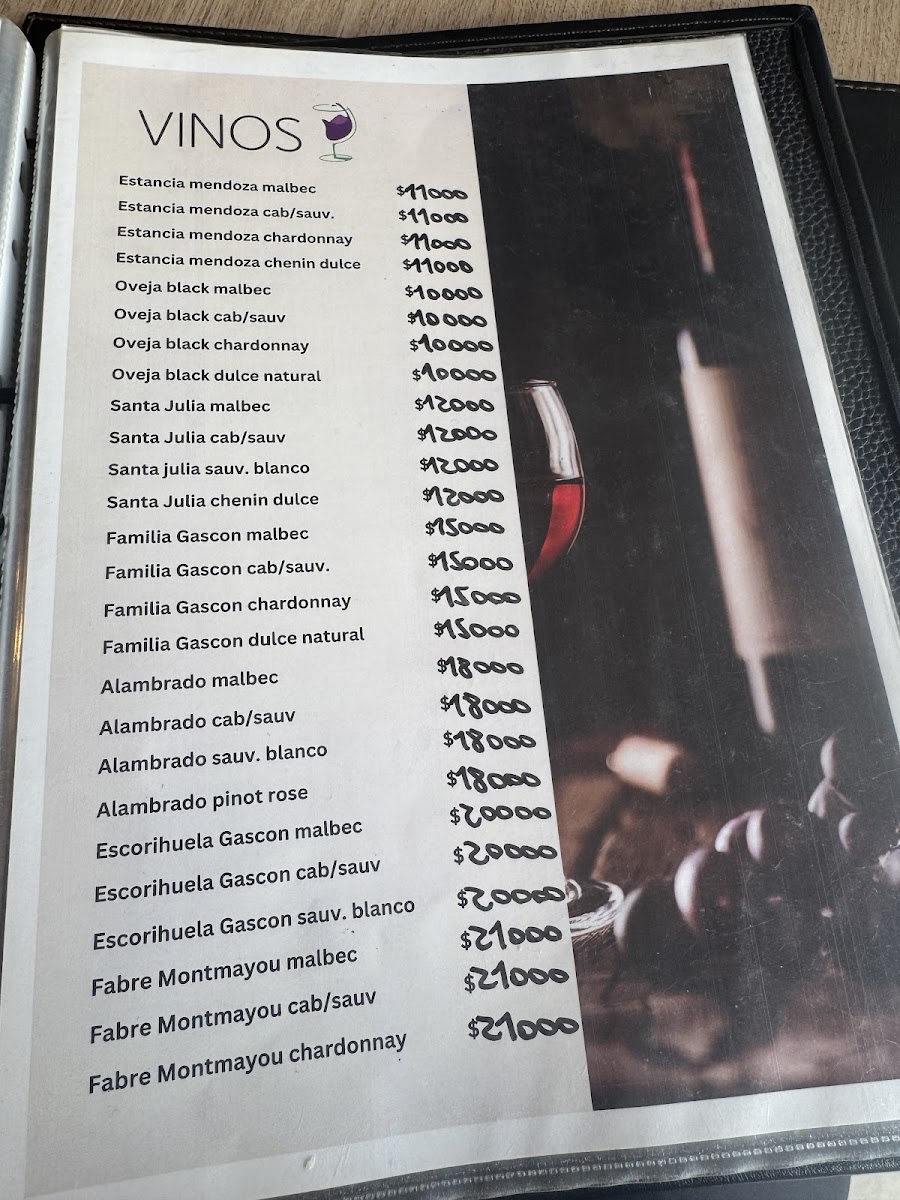 VINOS
Estancia mendoza malbec $11000
Estancia mendoza cab/sauv. $11000
Estancia mendoza chardonnay $11000
Estancia mendoza chenin dulce $11000
Oveja black malbec $10000
Oveja black cab/sauv $10000
Oveja black chardonnay $10000
Oveja black dulce natural $10000
Santa Julia malbec $12000
Santa Julia cab/sauv $12000
Santa julia sauv. blanco $12000
Santa Julia chenin dulce $12000
Familia Gascon malbec $15000
Familia Gascon cab/sauv. $15000
Familia Gascon chardonnay $15000
Familia Gascon dulce natural $15000
Alambrado malbec $18000
Alambrado cab/sauv $18000
Alambrado sauv. blanco $18000
Alambrado pinot rose $18000
Escorihuela Gascon malbec $20000
Escorihuela Gascon cab/sauv $20000
Escorihuela Gascon sauv. blanco $20000
Fabre Montmayou malbec $21000
Fabre Montmayou cab/sauv $21000
Fabre Montmayou chardonnay $21000